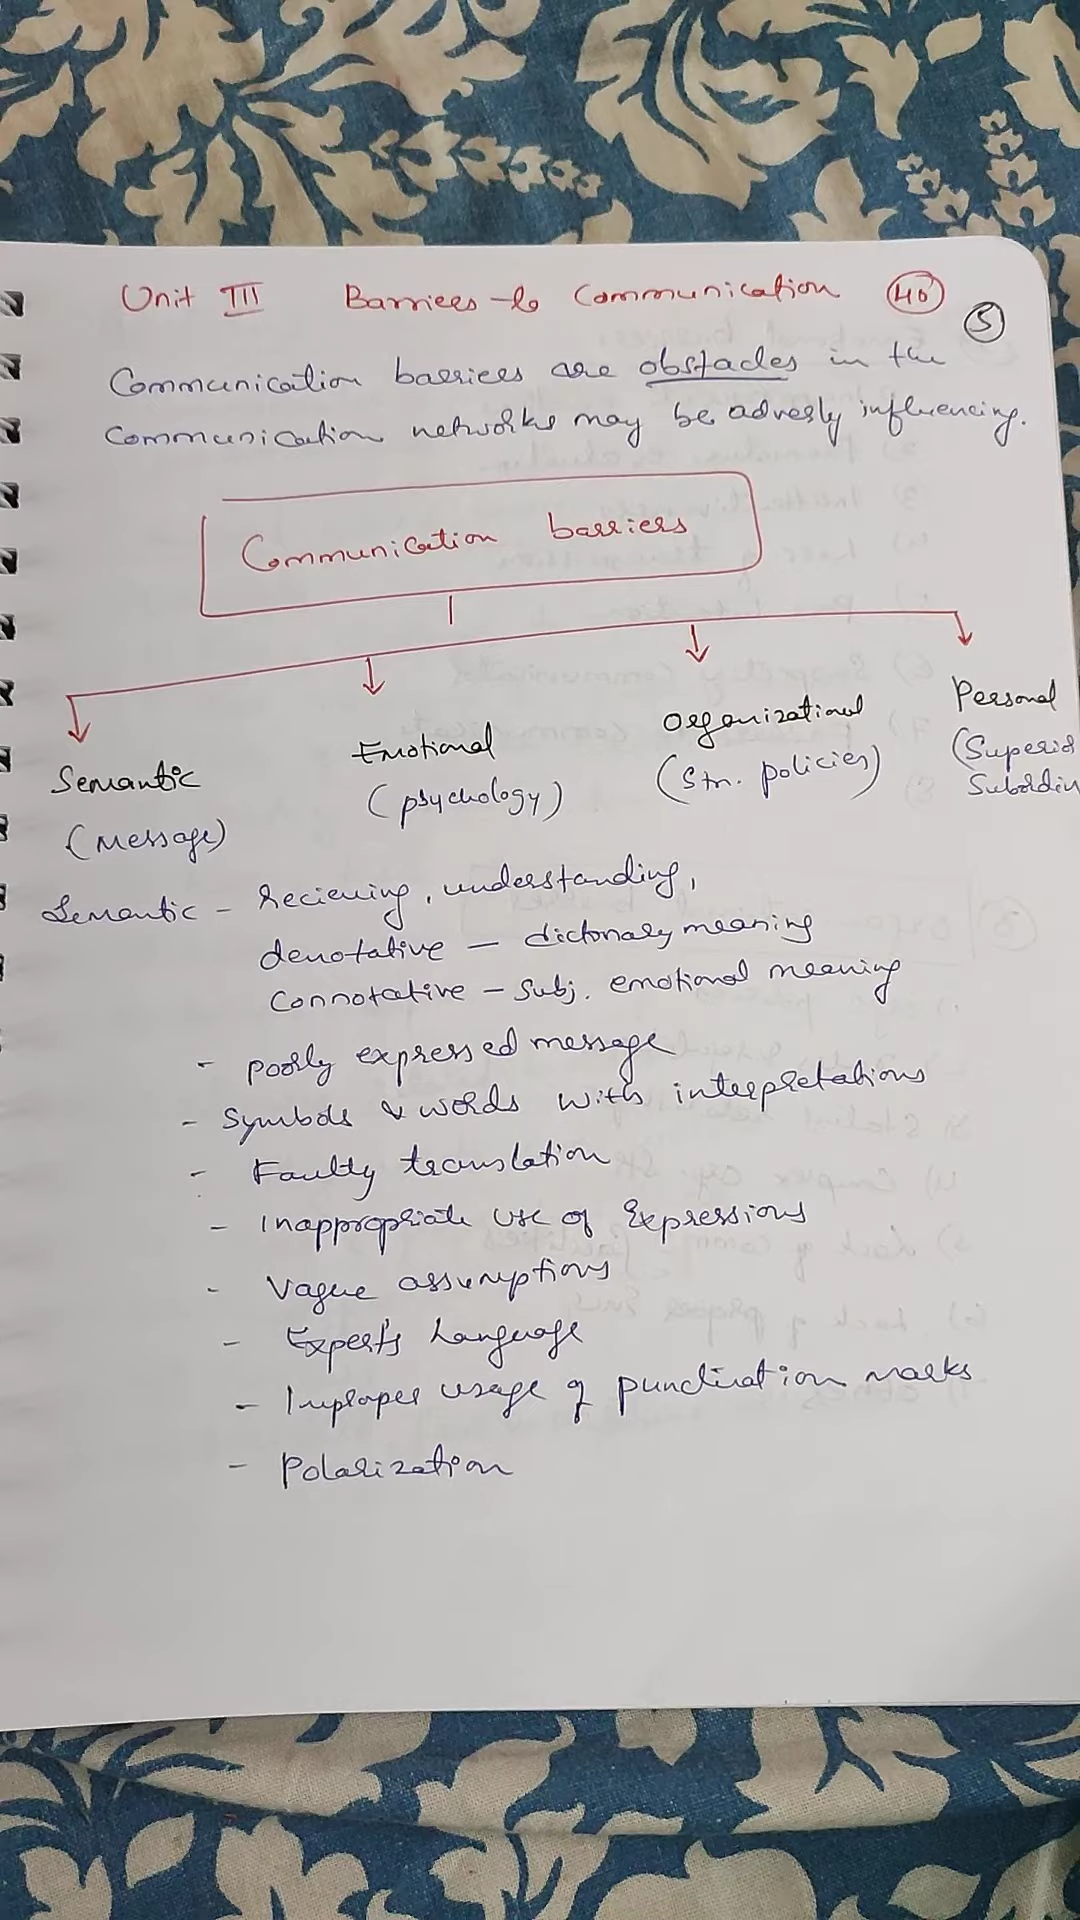 Unit III Barriers to Communication 40
5
Communication barriers are obstacles in the
Communication networks may be advesly influencing.
Communication barriers
Semantic Emotional Organizational Personal
(Message) (psychology) (Str. policies) (Superio
Subordin
Semantic - Recieving, understanding,
denotative - dictonary meaning
Connotative - Subj. emotional meaning
- poorly expressed message
- Symbols & words with interpretations
- Faulty translation
- Inappropriate use of Expressions
- Vague assumptions
- Expert's Language
- Improper usage of punctuation marks
- Polarization